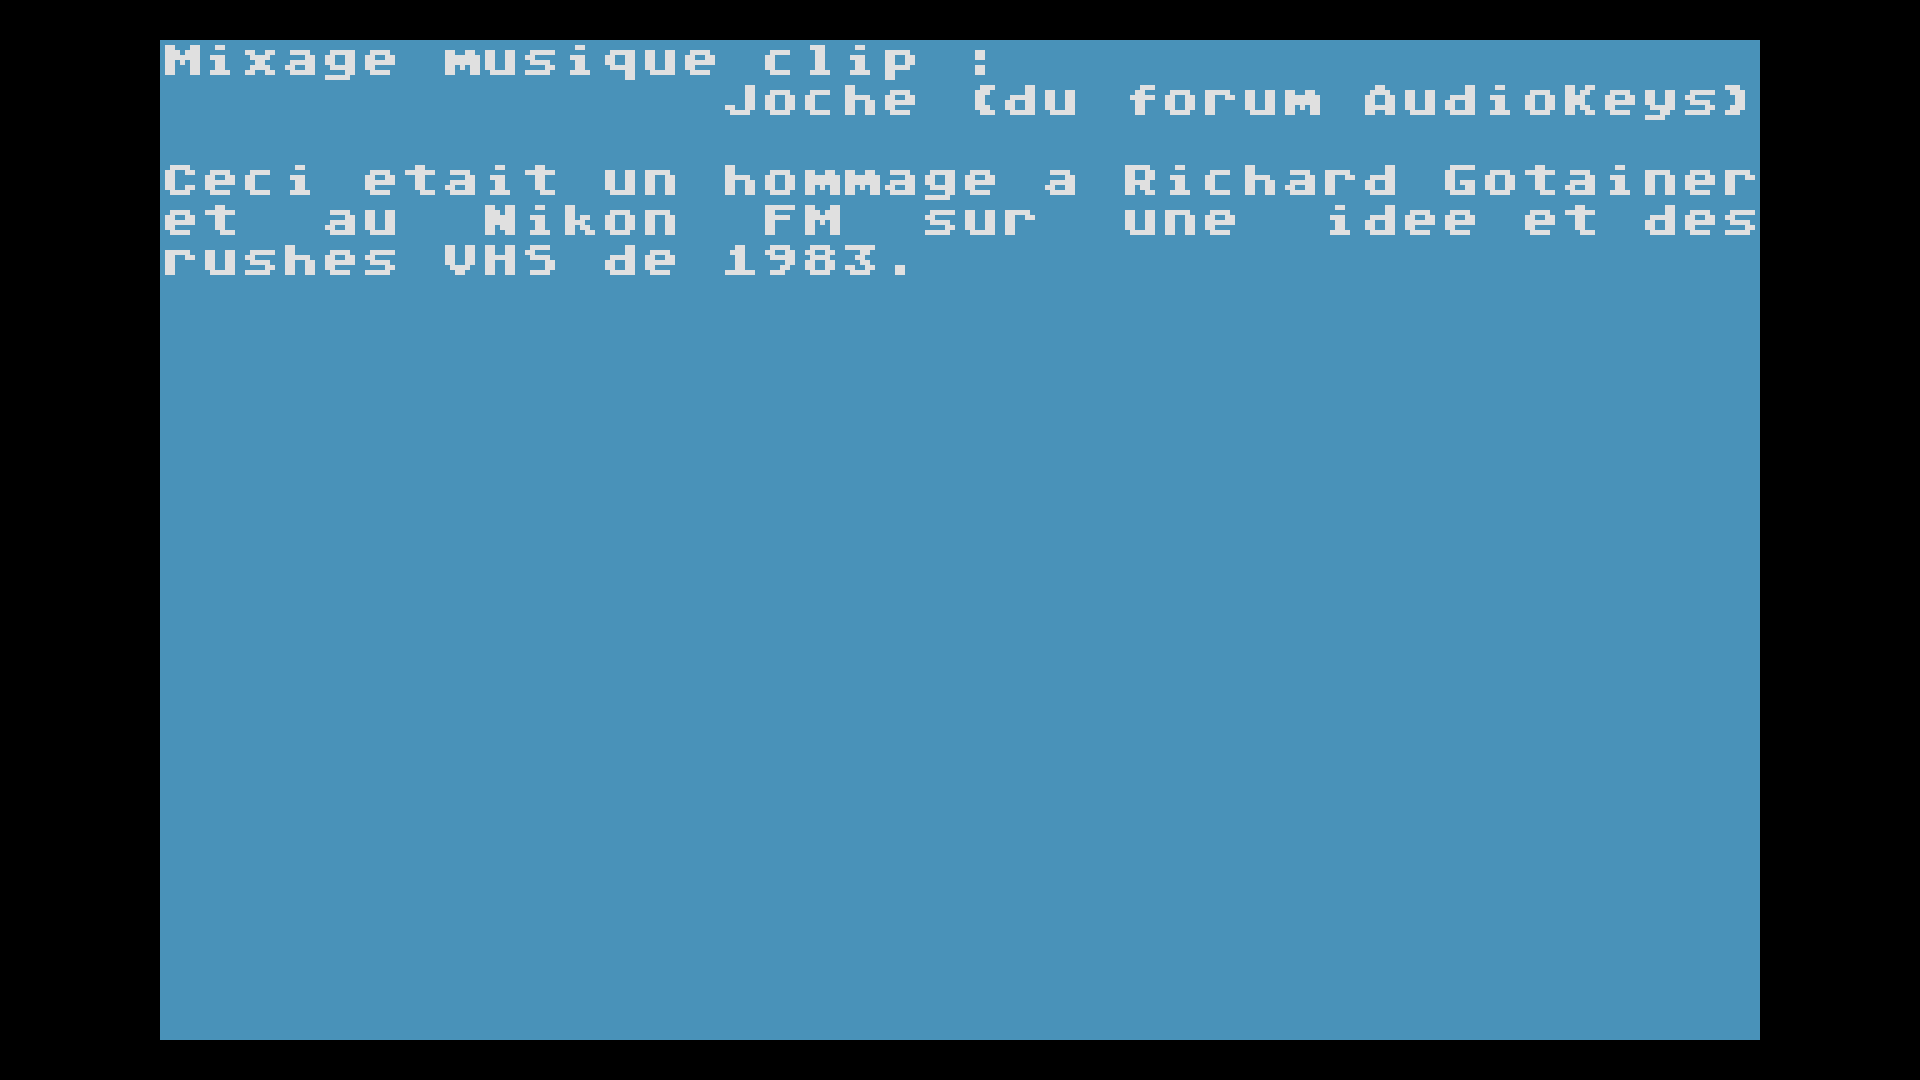 Mixage musique clip :
Joche (du forum AudioKeys)
Ceci etait un hommage a Richard Gotainer
et au Nikon FM sur une idee et des
rushes VHS de 1983.